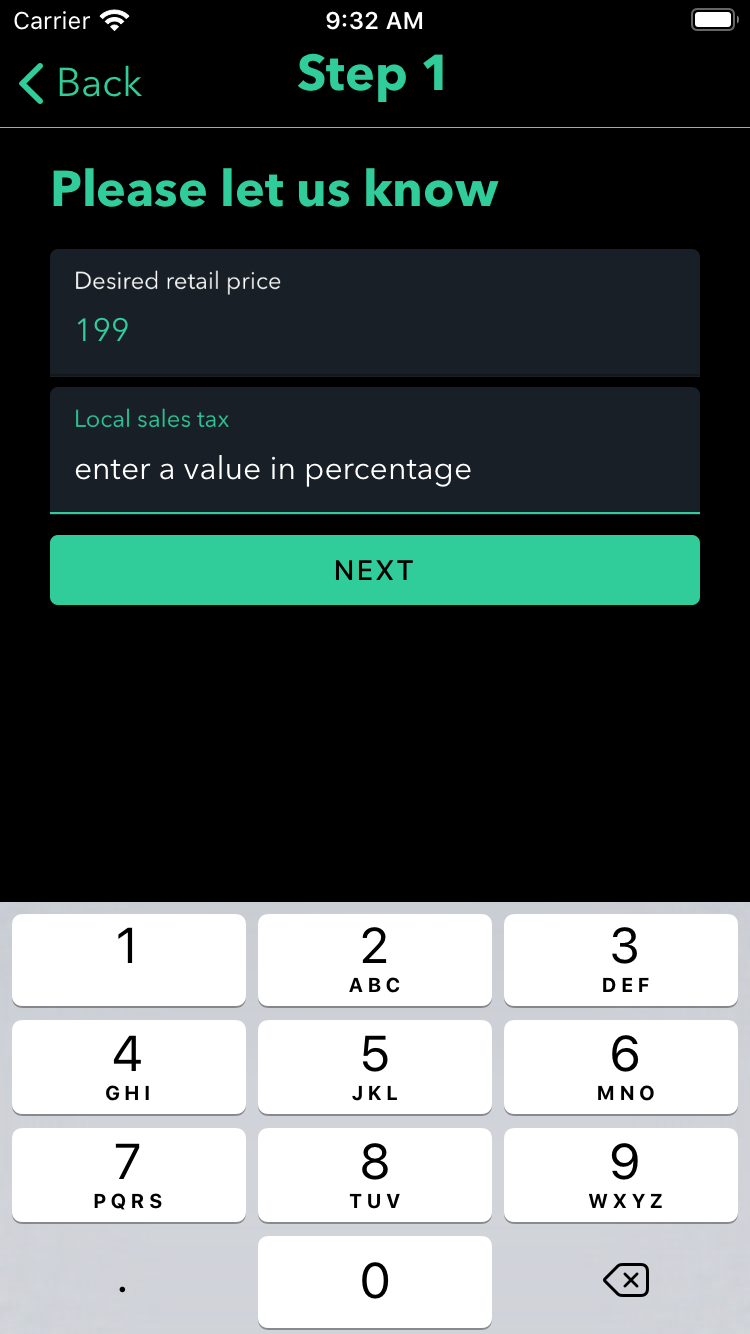 Carrier 9:32 AM
Back Step 1
Please let us know
Desired retail price
199
Local sales tax
enter a value in percentage
NEXT
1 2 3
ABC DEF
4 5 6
GHI JKL MNO
7 8 9
PQRS TUV WXYZ
. 0